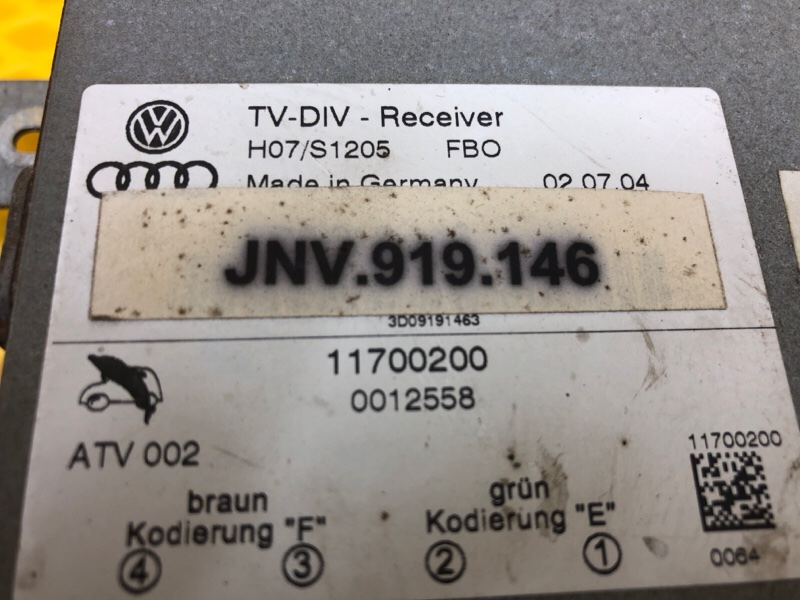 TV-DIV - Receiver
H07/S1205 FBO
Made in Germany 02.07.04
JNV.919.146
3D09191463
11700200
0012558
ATV 002
11700200
braun
grün
Kodierung "F"
Kodierung "E"
4 3 2 1
0064